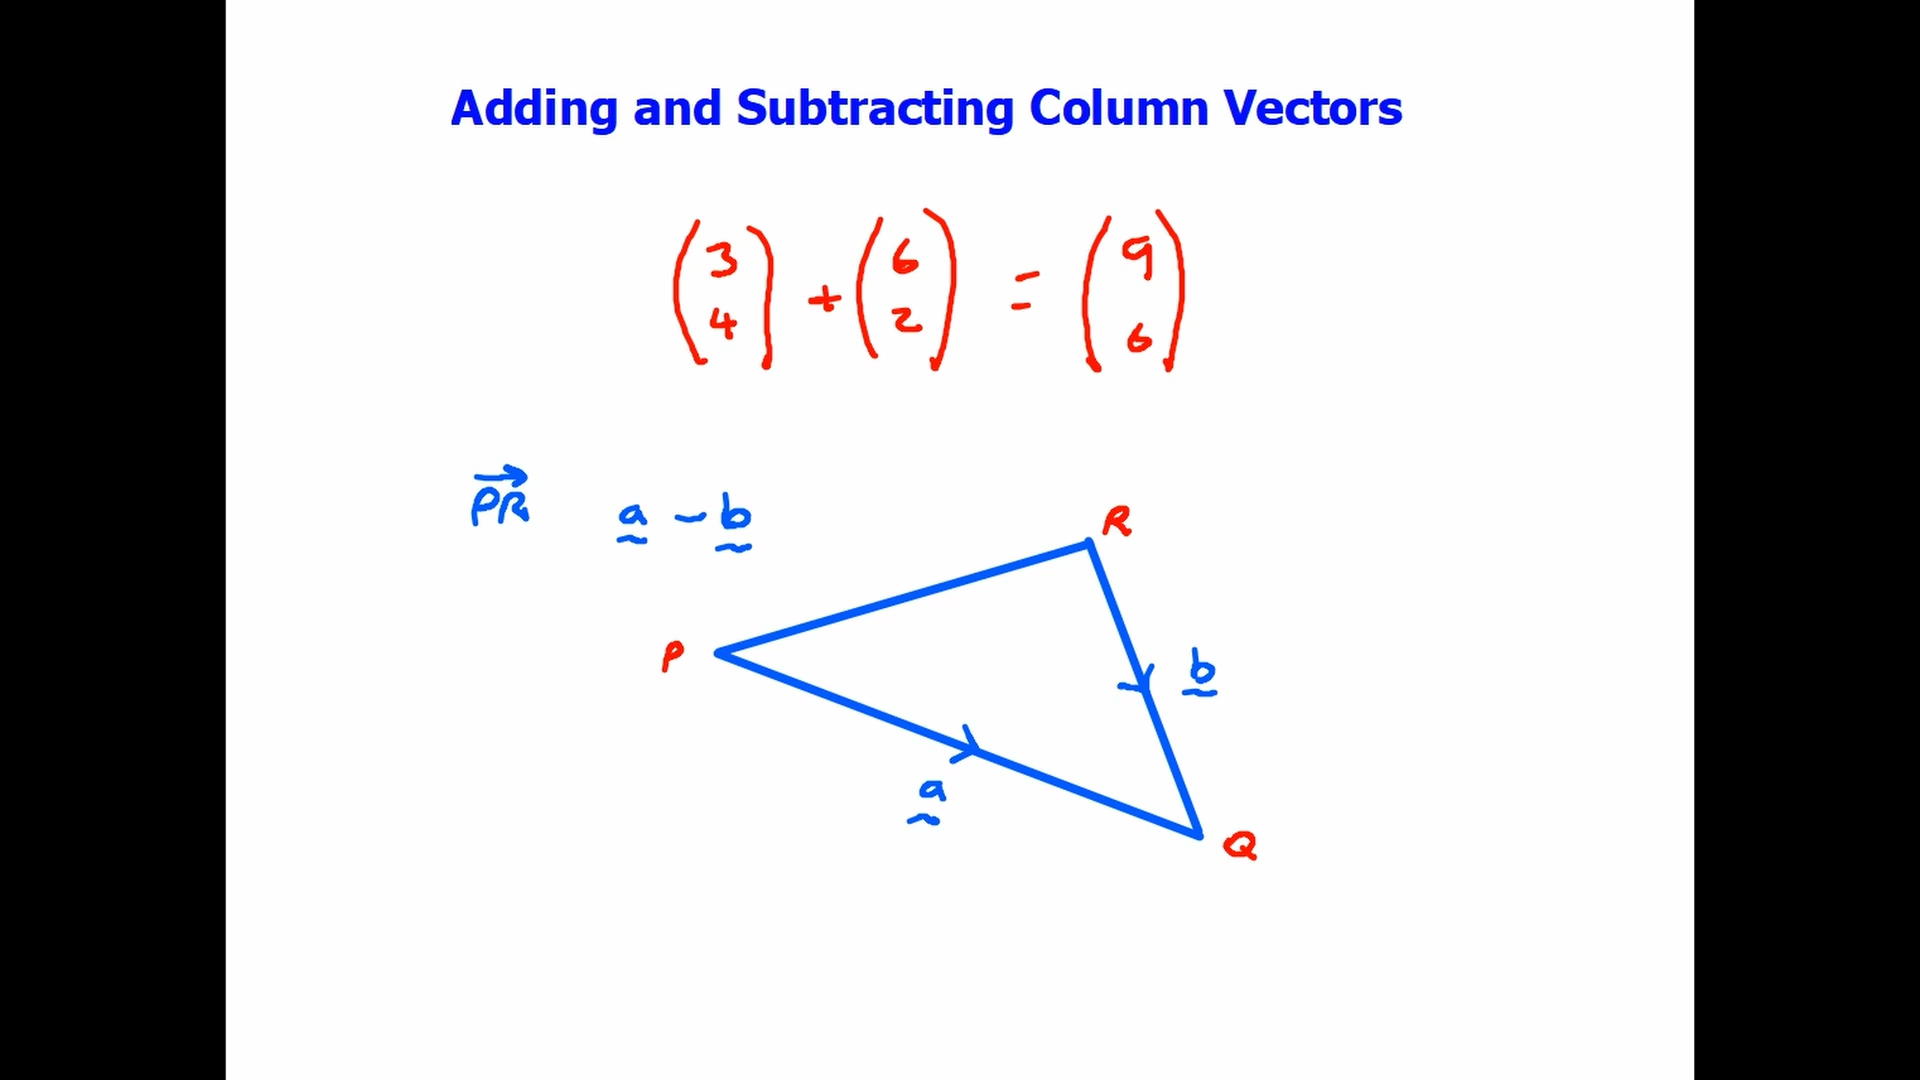 Adding and Subtracting Column Vectors
(3 4) + (6 2) = (9 6)
PR a - b
R
P
b
a
Q